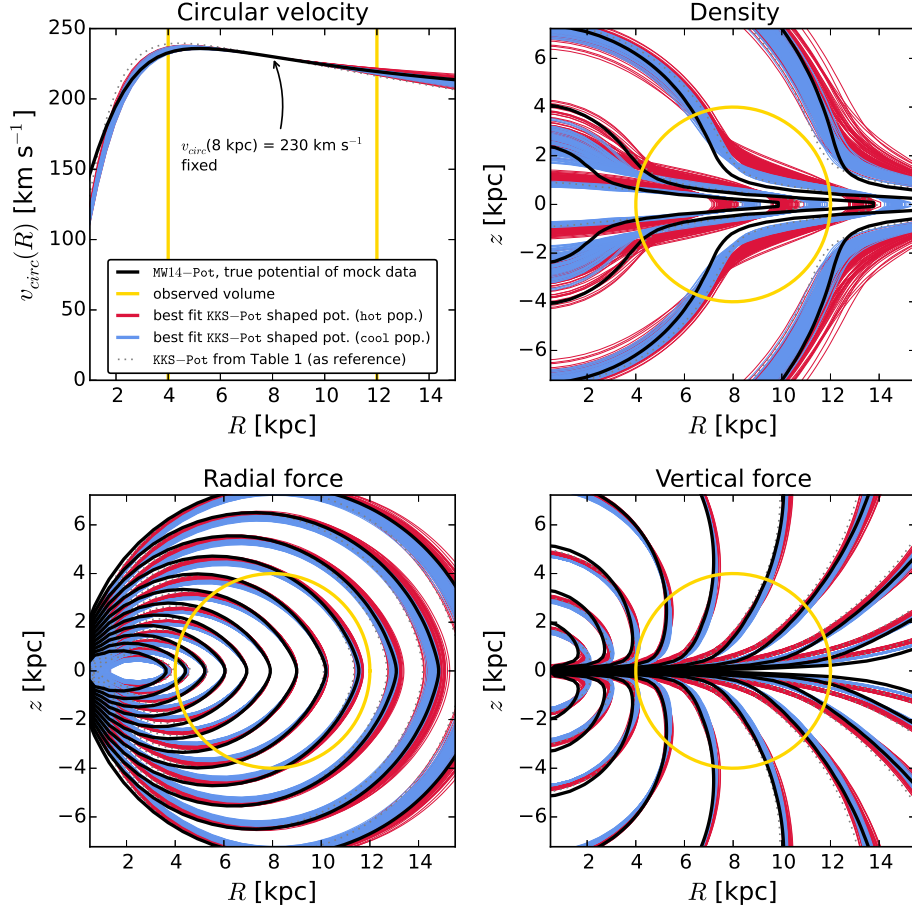 Circular velocity
250
200
150
100
50
0
v_circ(R) [km s⁻¹]
v_circ(8 kpc) = 230 km s⁻¹
fixed
MW14-Pot, true potential of mock data
observed volume
best fit KKS-Pot shaped pot. (hot pop.)
best fit KKS-Pot shaped pot. (cool pop.)
KKS-Pot from Table 1 (as reference)
2 4 6 8 10 12 14
R [kpc]
Density
6
4
2
0
−2
−4
−6
z [kpc]
2 4 6 8 10 12 14
R [kpc]
Radial force
6
4
2
0
−2
−4
−6
z [kpc]
2 4 6 8 10 12 14
R [kpc]
Vertical force
6
4
2
0
−2
−4
−6
z [kpc]
2 4 6 8 10 12 14
R [kpc]